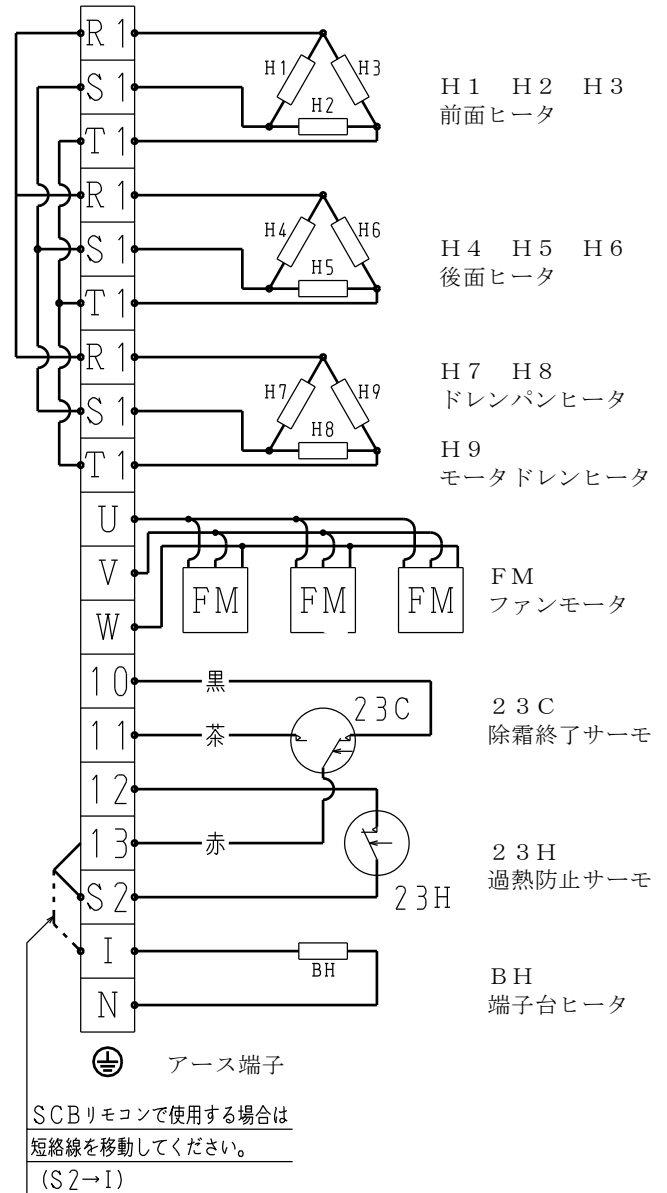 R1
H1
H3
S1
H2
T1
H1 H2 H3
前面ヒータ
R1
H4
H6
S1
H5
T1
H4 H5 H6
後面ヒータ
R1
H7
H9
S1
H8
T1
H7 H8
ドレンパンヒータ
H9
モータドレンヒータ
U
V
W
FM
FM
FM
FM
ファンモータ
10
黒
11
茶
23C
23C
除霜終了サーモ
12
13
赤
S2
23H
23H
過熱防止サーモ
I
BH
N
BH
端子台ヒータ
アース端子
SCBリモコンで使用する場合は
短絡線を移動してください。
(S2→I)